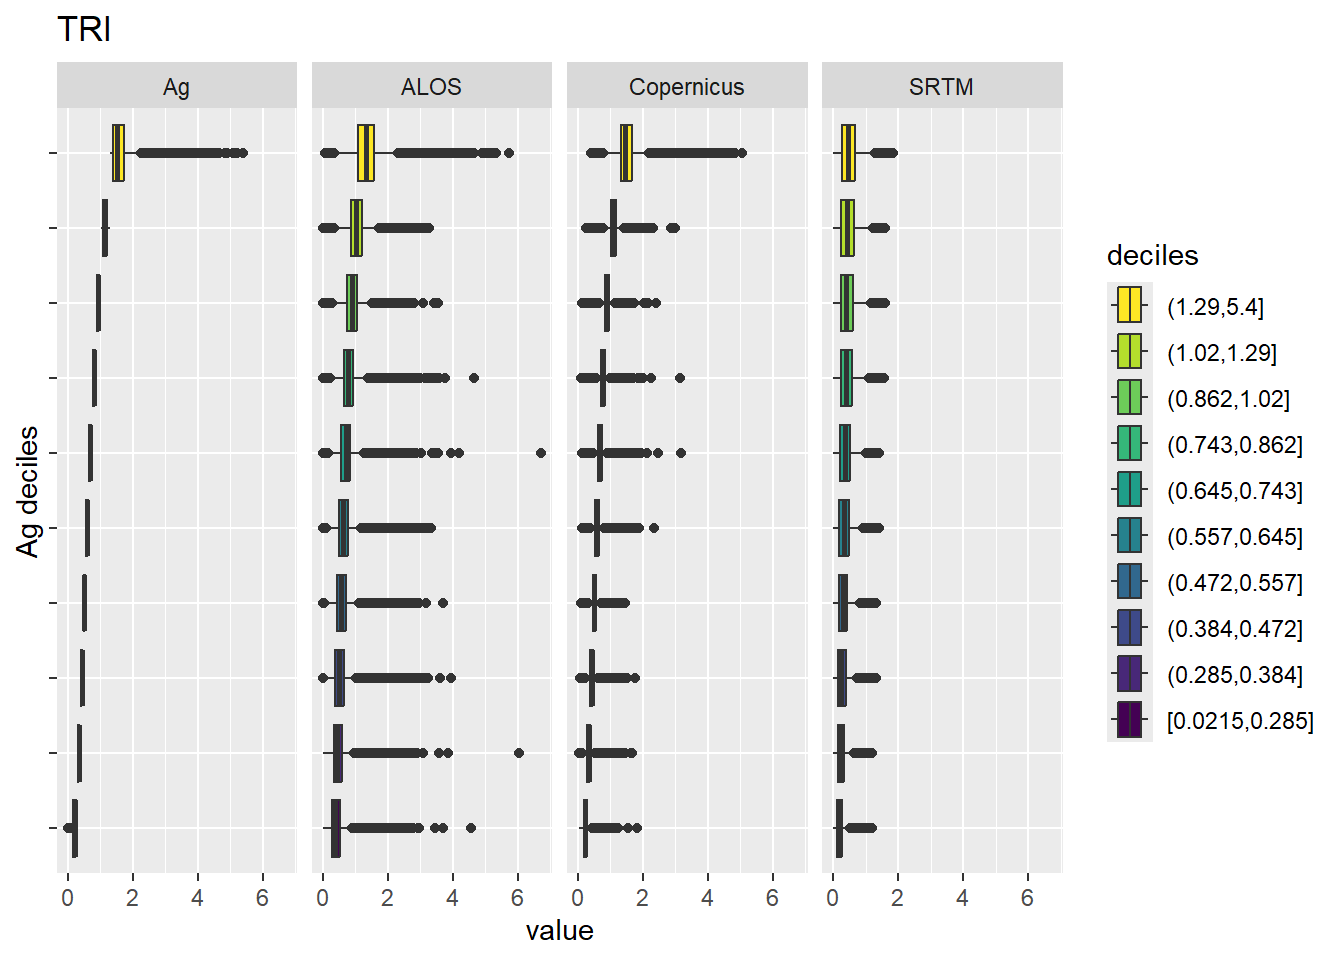 TRI
Ag ALOS Copernicus SRTM
Ag deciles
0 2 4 6 0 2 4 6 0 2 4 6 0 2 4 6
value
deciles
(1.29,5.4]
(1.02,1.29]
(0.862,1.02]
(0.743,0.862]
(0.645,0.743]
(0.557,0.645]
(0.472,0.557]
(0.384,0.472]
(0.285,0.384]
[0.0215,0.285]